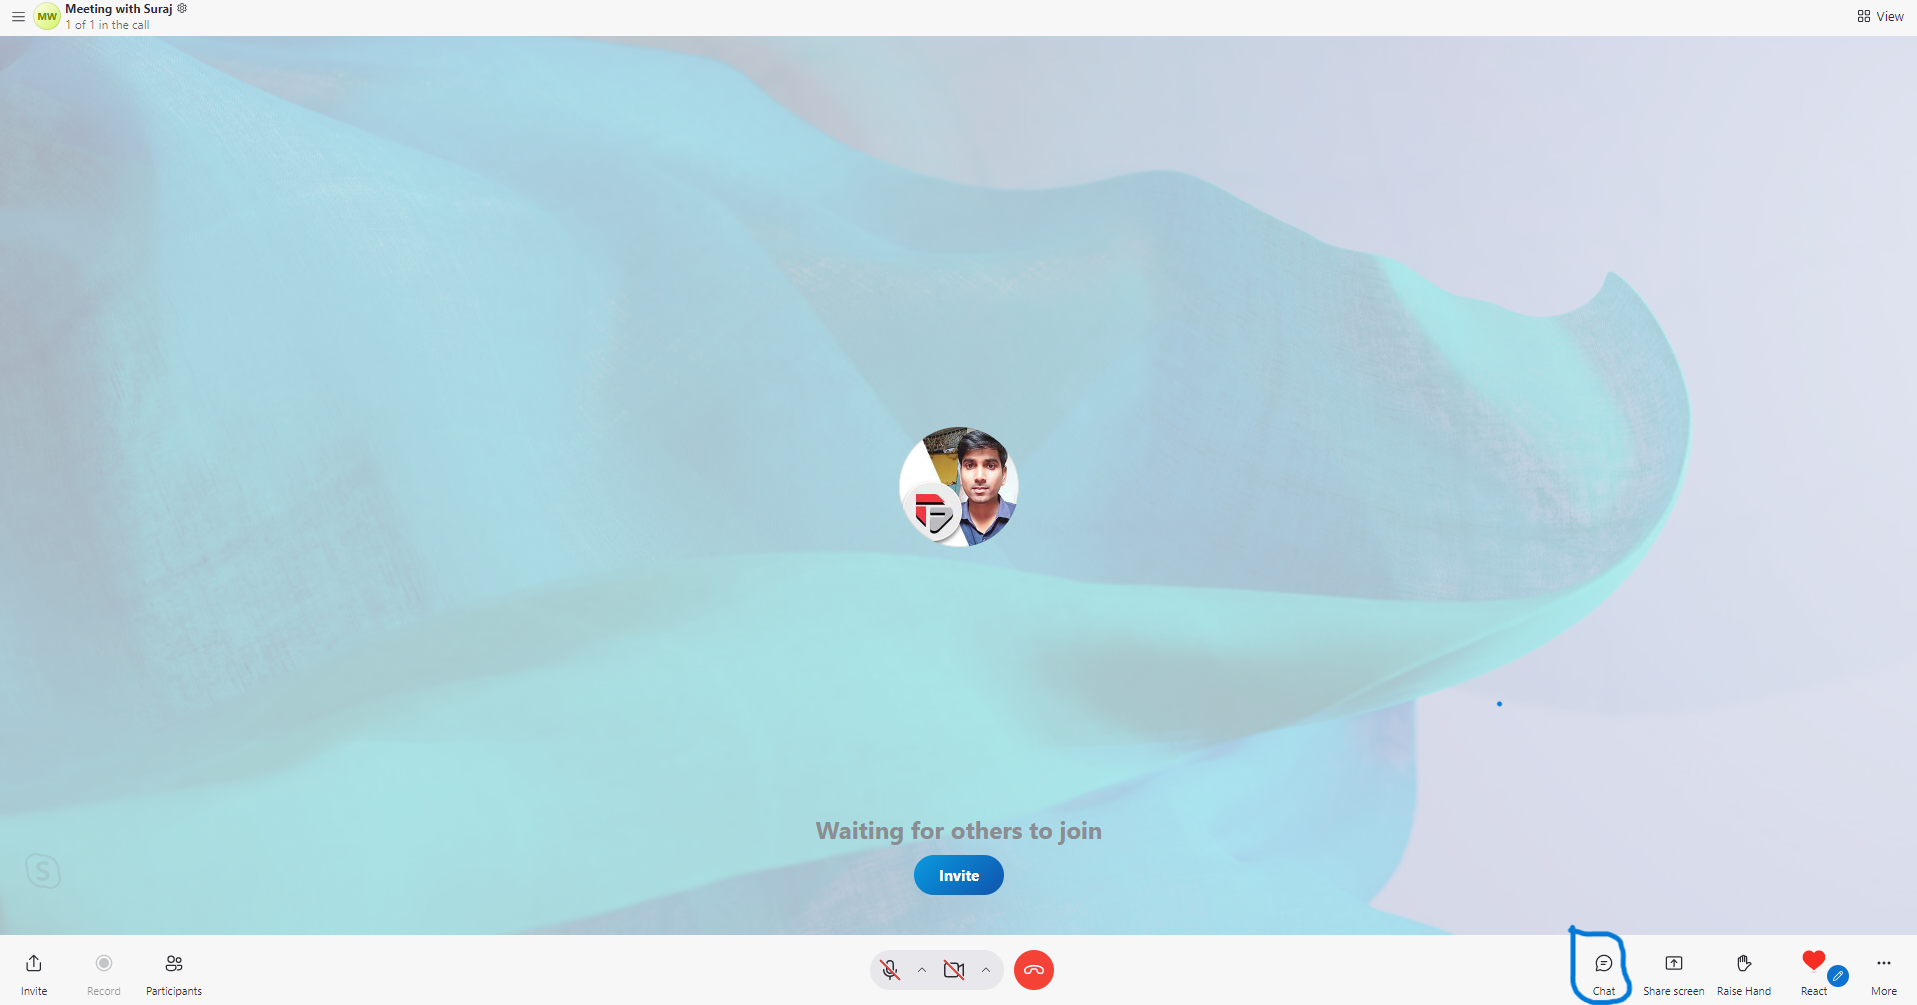 MW
Meeting with Suraj
1 of 1 in the call
View
Waiting for others to join
Invite
S
Invite
Record
Participants
Chat
Share screen
Raise Hand
React
More